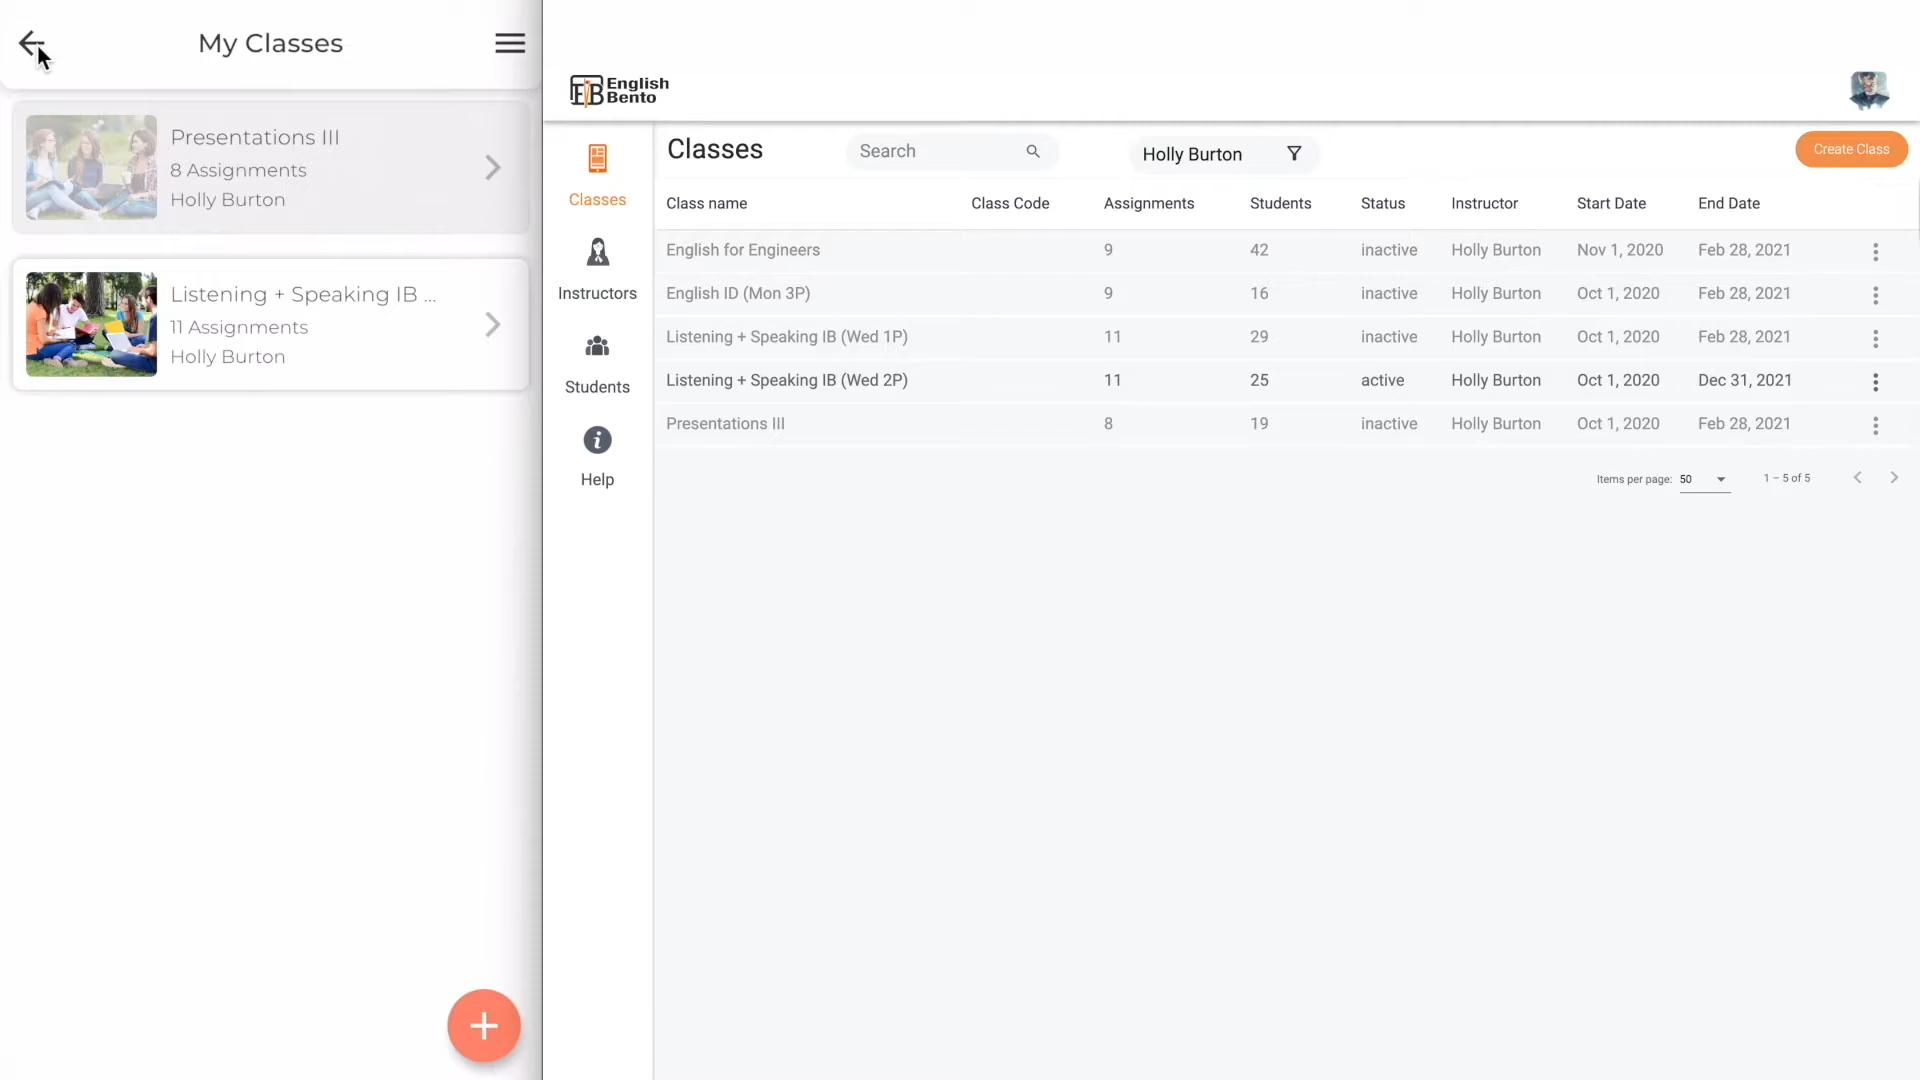 My Classes
Presentations III
8 Assignments
Holly Burton
Listening + Speaking IB ...
11 Assignments
Holly Burton
English
Bento
Classes
Instructors
Students
Help
Classes Search Holly Burton Create Class
Class name Class Code Assignments Students Status Instructor Start Date End Date
English for Engineers 9 42 inactive Holly Burton Nov 1, 2020 Feb 28, 2021
English ID (Mon 3P) 9 16 inactive Holly Burton Oct 1, 2020 Feb 28, 2021
Listening + Speaking IB (Wed 1P) 11 29 inactive Holly Burton Oct 1, 2020 Feb 28, 2021
Listening + Speaking IB (Wed 2P) 11 25 active Holly Burton Oct 1, 2020 Dec 31, 2021
Presentations III 8 19 inactive Holly Burton Oct 1, 2020 Feb 28, 2021
Items per page: 50 1 – 5 of 5